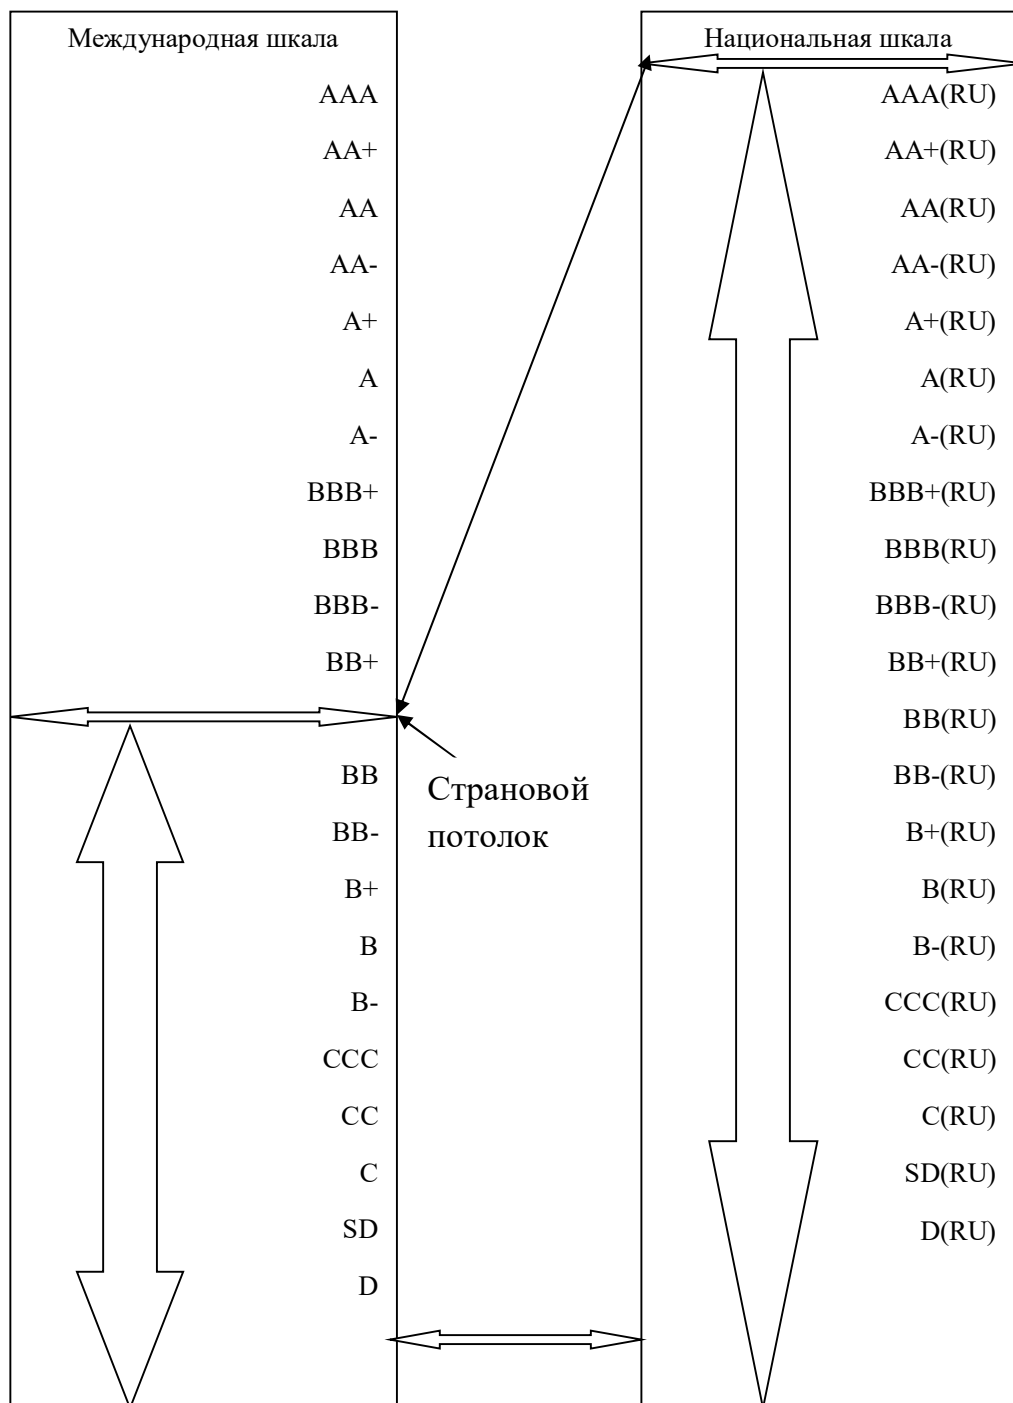 Международная шкала
AAA
AA+
AA
AA-
A+
A
A-
BBB+
BBB
BBB-
BB+
BB
BB-
B+
B
B-
CCC
CC
C
SD
D
Страновой
потолок
Национальная шкала
AAA(RU)
AA+(RU)
AA(RU)
AA-(RU)
A+(RU)
A(RU)
A-(RU)
BBB+(RU)
BBB(RU)
BBB-(RU)
BB+(RU)
BB(RU)
BB-(RU)
B+(RU)
B(RU)
B-(RU)
CCC(RU)
CC(RU)
C(RU)
SD(RU)
D(RU)